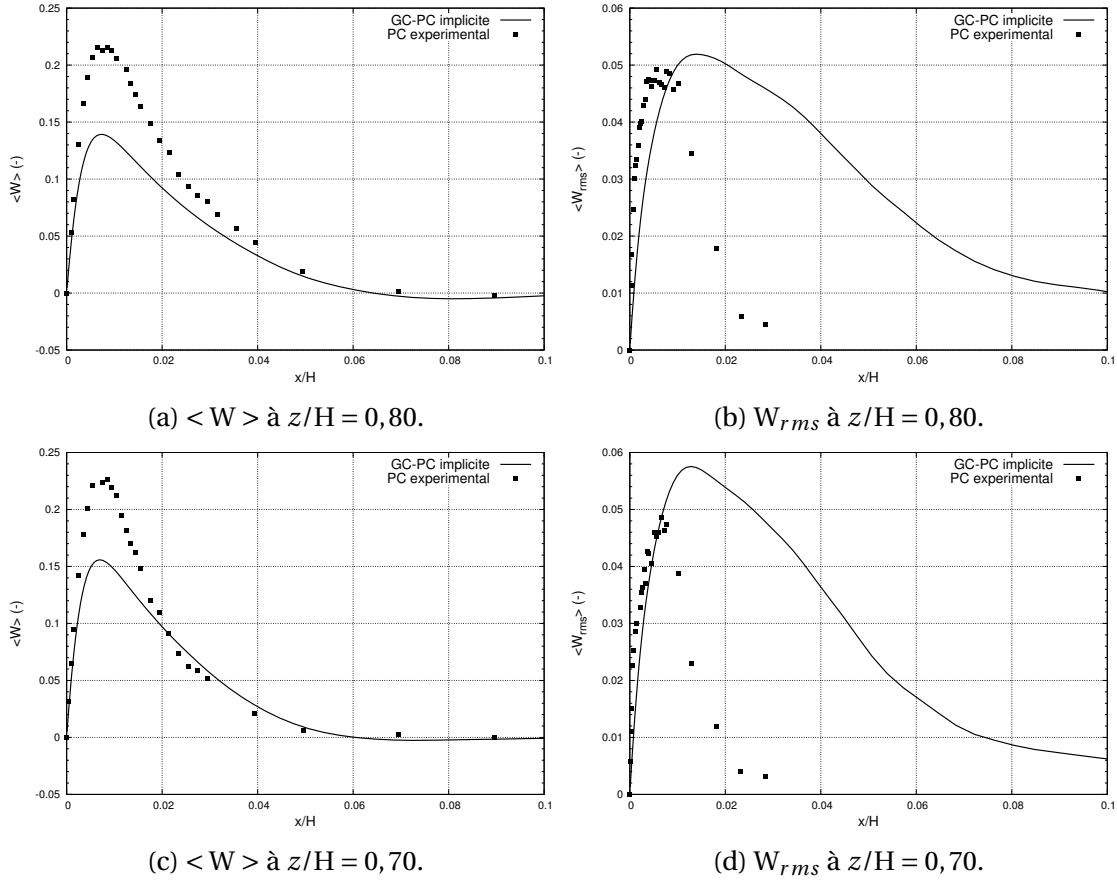 GC-PC implicite
PC experimental
0.25
0.2
0.15
0.1
0.05
0
-0.05
<W> (-)
0 0.02 0.04 0.06 0.08 0.1
x/H
(a) < W > à z/H = 0,80.
GC-PC implicite
PC experimental
0.06
0.05
0.04
0.03
0.02
0.01
0
<Wrms> (-)
0 0.02 0.04 0.06 0.08 0.1
x/H
(b) Wrms à z/H = 0,80.
GC-PC implicite
PC experimental
0.25
0.2
0.15
0.1
0.05
0
-0.05
<W> (-)
0 0.02 0.04 0.06 0.08 0.1
x/H
(c) < W > à z/H = 0,70.
GC-PC implicite
PC experimental
0.06
0.05
0.04
0.03
0.02
0.01
0
<Wrms> (-)
0 0.02 0.04 0.06 0.08 0.1
x/H
(d) Wrms à z/H = 0,70.